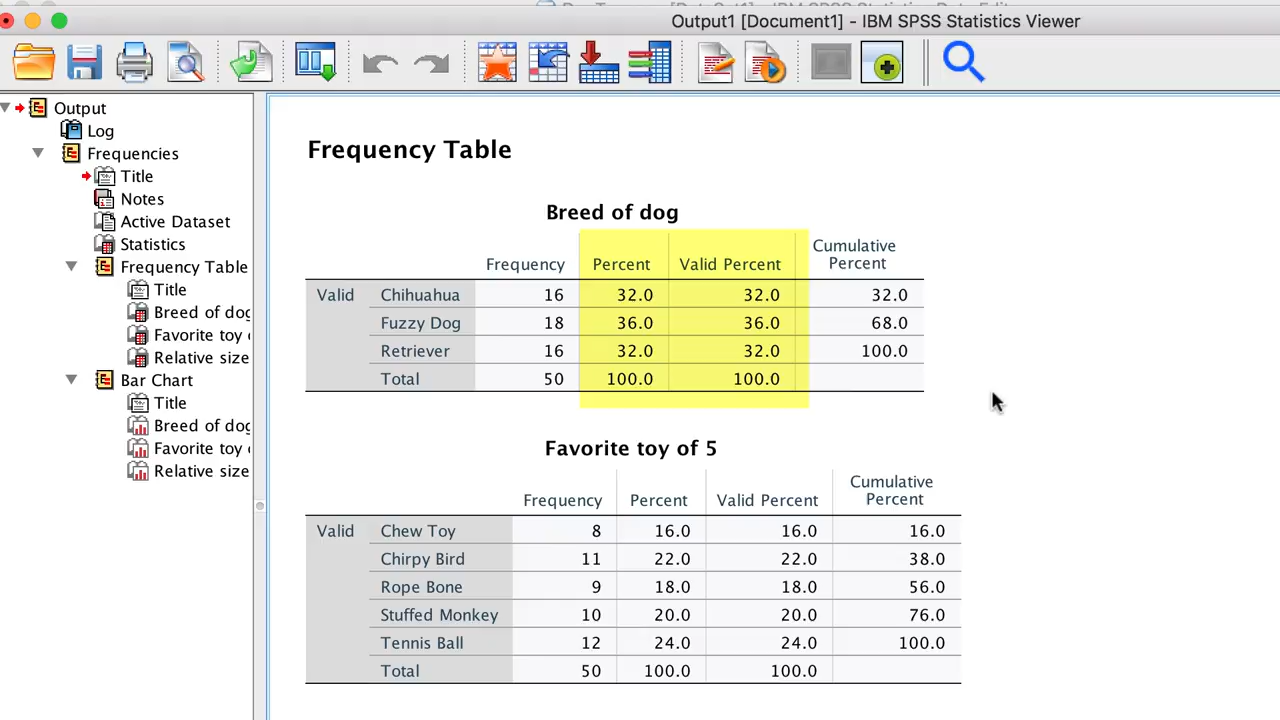 Output1 [Document1] - IBM SPSS Statistics Viewer
Output
Log
Frequencies
Title
Notes
Active Dataset
Statistics
Frequency Table
Title
Breed of dog
Favorite toy
Relative size
Bar Chart
Title
Breed of dog
Favorite toy
Relative size
Frequency Table
Breed of dog
Frequency Percent Valid Percent Cumulative Percent
Valid Chihuahua 16 32.0 32.0 32.0
Fuzzy Dog 18 36.0 36.0 68.0
Retriever 16 32.0 32.0 100.0
Total 50 100.0 100.0
Favorite toy of 5
Frequency Percent Valid Percent Cumulative Percent
Valid Chew Toy 8 16.0 16.0 16.0
Chirpy Bird 11 22.0 22.0 38.0
Rope Bone 9 18.0 18.0 56.0
Stuffed Monkey 10 20.0 20.0 76.0
Tennis Ball 12 24.0 24.0 100.0
Total 50 100.0 100.0